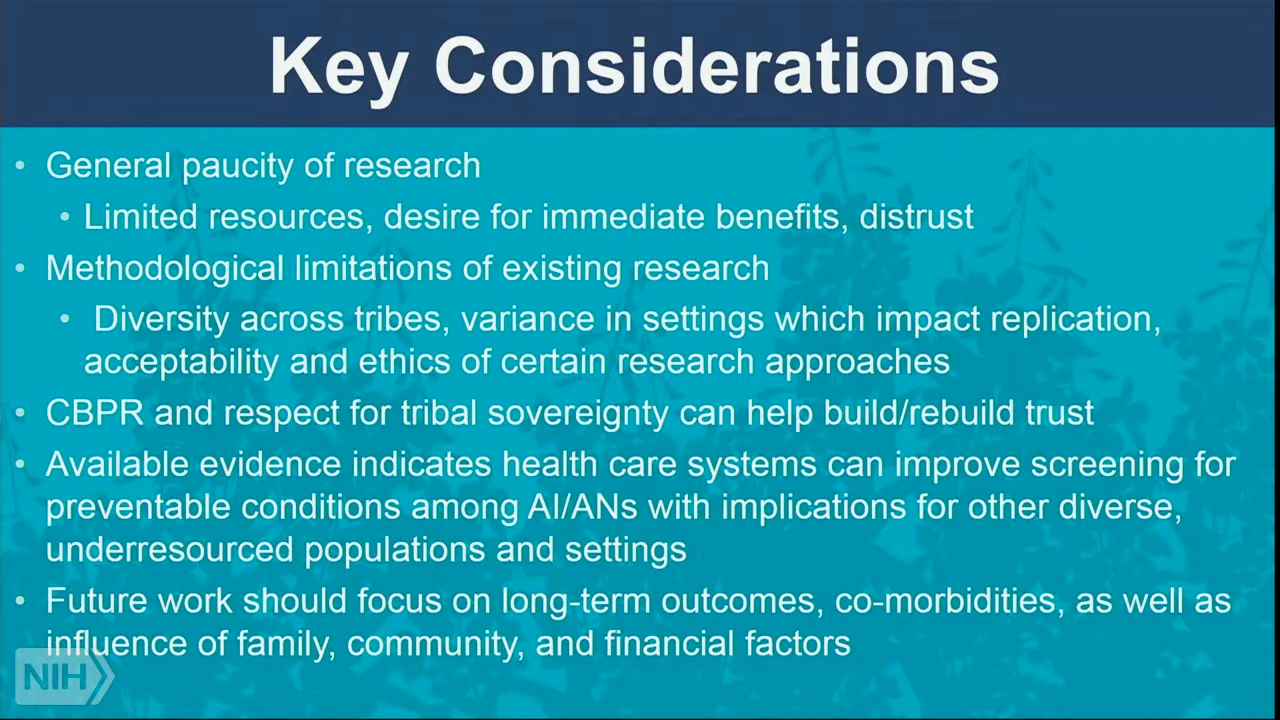 Key Considerations
• General paucity of research
• Limited resources, desire for immediate benefits, distrust
• Methodological limitations of existing research
• Diversity across tribes, variance in settings which impact replication,
acceptability and ethics of certain research approaches
• CBPR and respect for tribal sovereignty can help build/rebuild trust
• Available evidence indicates health care systems can improve screening for
preventable conditions among AI/ANs with implications for other diverse,
underresourced populations and settings
• Future work should focus on long-term outcomes, co-morbidities, as well as
influence of family, community, and financial factors
NIH